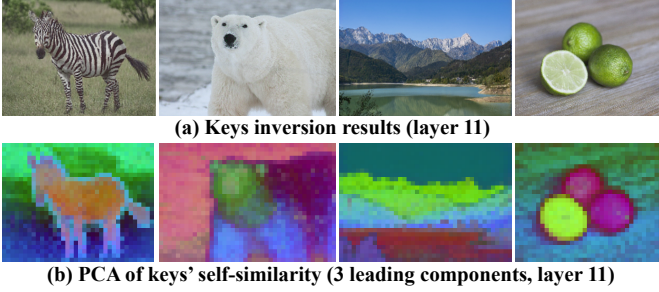 (a) Keys inversion results (layer 11)
(b) PCA of keys' self-similarity (3 leading components, layer 11)